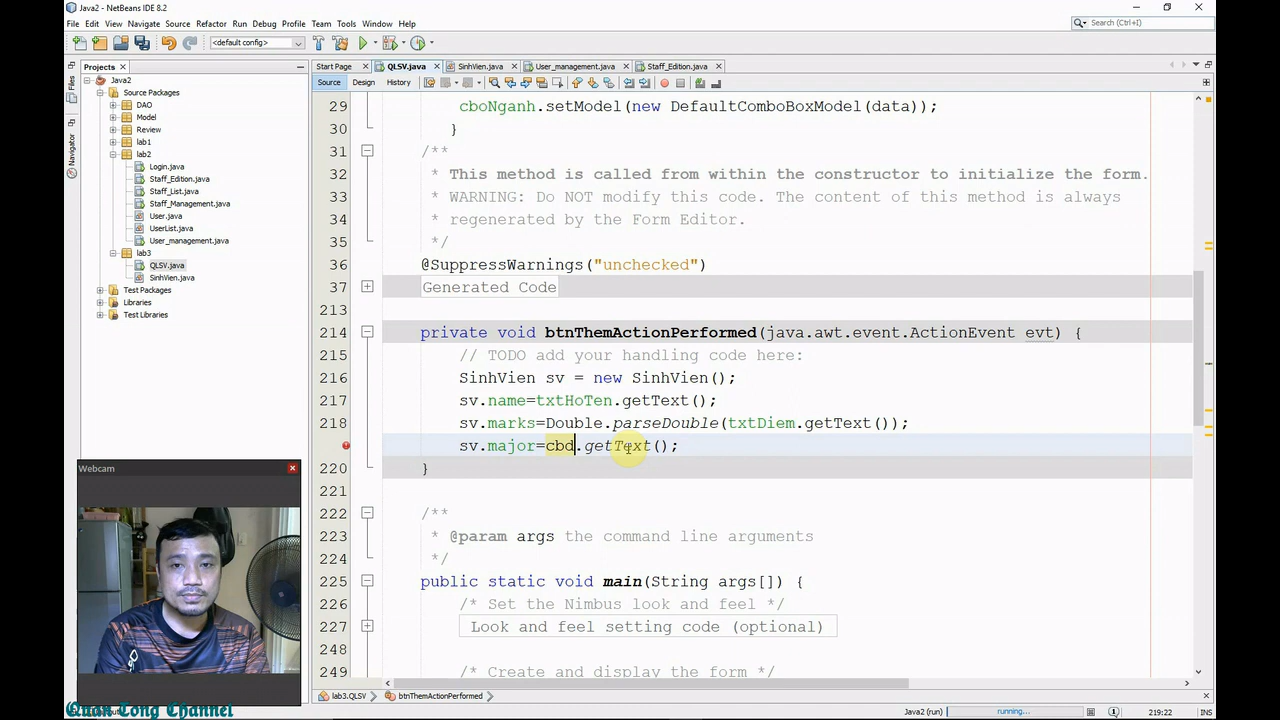 Java2 - NetBeans IDE 8.2
File Edit View Navigate Source Refactor Run Debug Profile Team Tools Window Help
Search (Ctrl+I)
<default config>
Projects
Files
Navigator
Java2
Source Packages
DAO
Model
Review
lab1
lab2
Login.java
Staff_Edition.java
Staff_List.java
Staff_Management.java
User.java
UserList.java
User_management.java
lab3
QLSV.java
SinhVien.java
Test Packages
Libraries
Test Libraries
Start Page QLSV.java SinhVien.java User_management.java Staff_Edition.java
Source Design History
29 cboNganh.setModel(new DefaultComboBoxModel(data));
30 }
31 /**
32 * This method is called from within the constructor to initialize the form.
33 * WARNING: Do NOT modify this code. The content of this method is always
34 * regenerated by the Form Editor.
35 */
36 @SuppressWarnings("unchecked")
37 Generated Code
213
214 private void btnThemActionPerformed(java.awt.event.ActionEvent evt) {
215 // TODO add your handling code here:
216 SinhVien sv = new SinhVien();
217 sv.name=txtHoTen.getText();
218 sv.marks=Double.parseDouble(txtDiem.getText());
sv.major=cbd.getText();
220 }
221
222 /**
223 * @param args the command line arguments
224 */
225 public static void main(String args[]) {
226 /* Set the Nimbus look and feel */
227 Look and feel setting code (optional)
248
249 /* Create and display the form */
Webcam
Quan Tong Channel
lab3.QLSV btnThemActionPerformed
Java2 (run) running... 219:22 INS